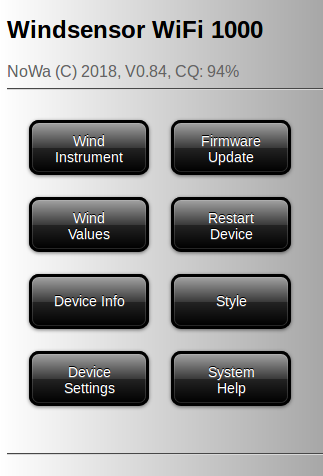 Windsensor WiFi 1000
NoWa (C) 2018, V0.84, CQ: 94%
Wind
Instrument
Firmware
Update
Wind
Values
Restart
Device
Device Info
Style
Device
Settings
System
Help